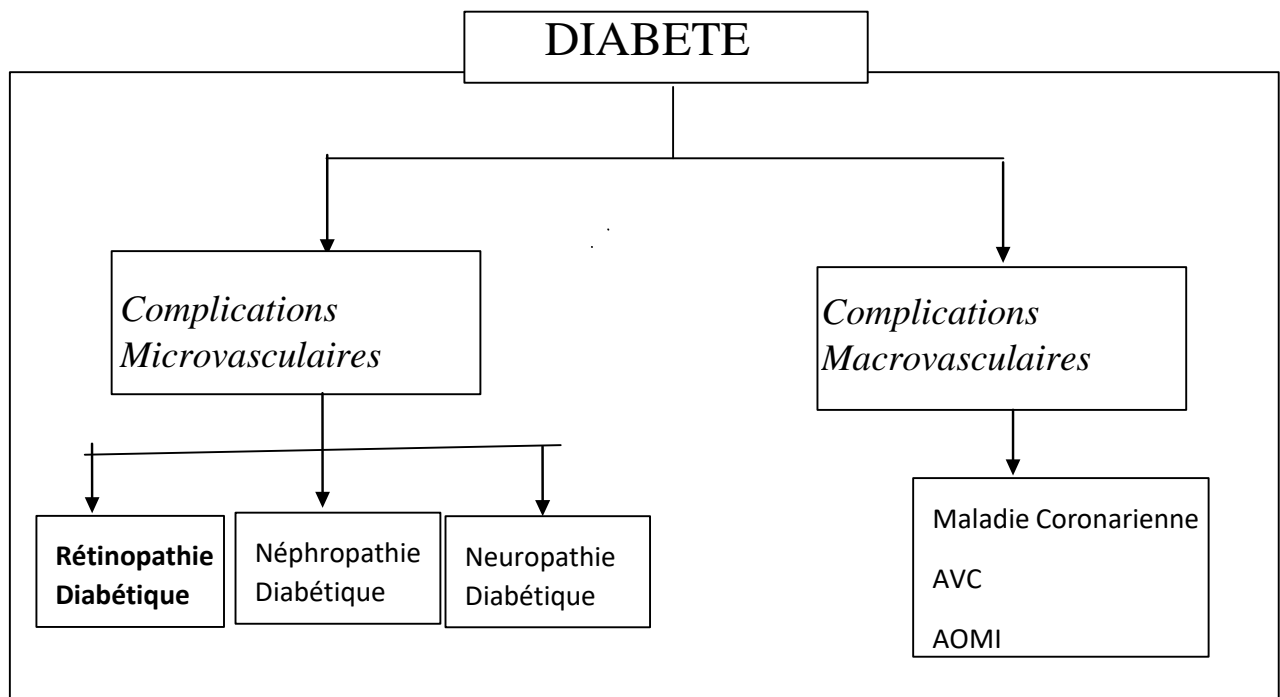 DIABETE
Complications
Microvasculaires
Complications
Macrovasculaires
Rétinopathie
Diabétique
Néphropathie
Diabétique
Neuropathie
Diabétique
Maladie Coronarienne
AVC
AOMI